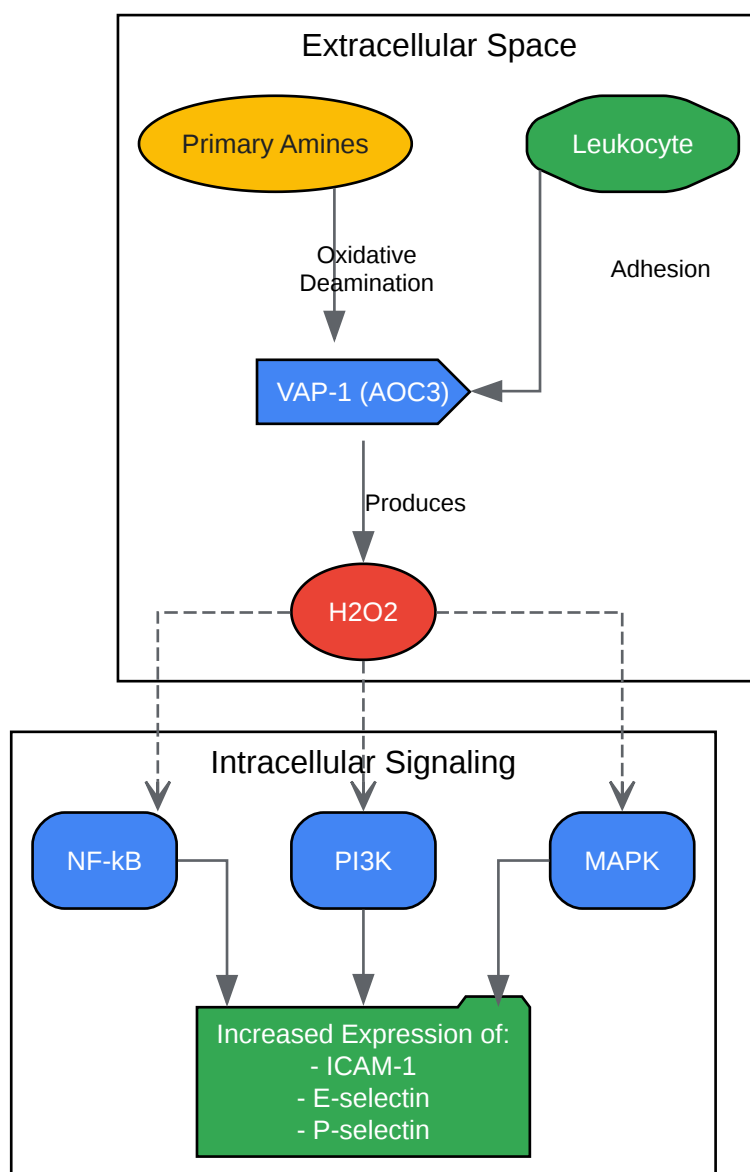 Extracellular Space
Primary Amines
Leukocyte
Oxidative
Deamination
Adhesion
VAP-1 (AOC3)
Produces
H2O2
Intracellular Signaling
NF-kB
PI3K
MAPK
Increased Expression of:
- ICAM-1
- E-selectin
- P-selectin